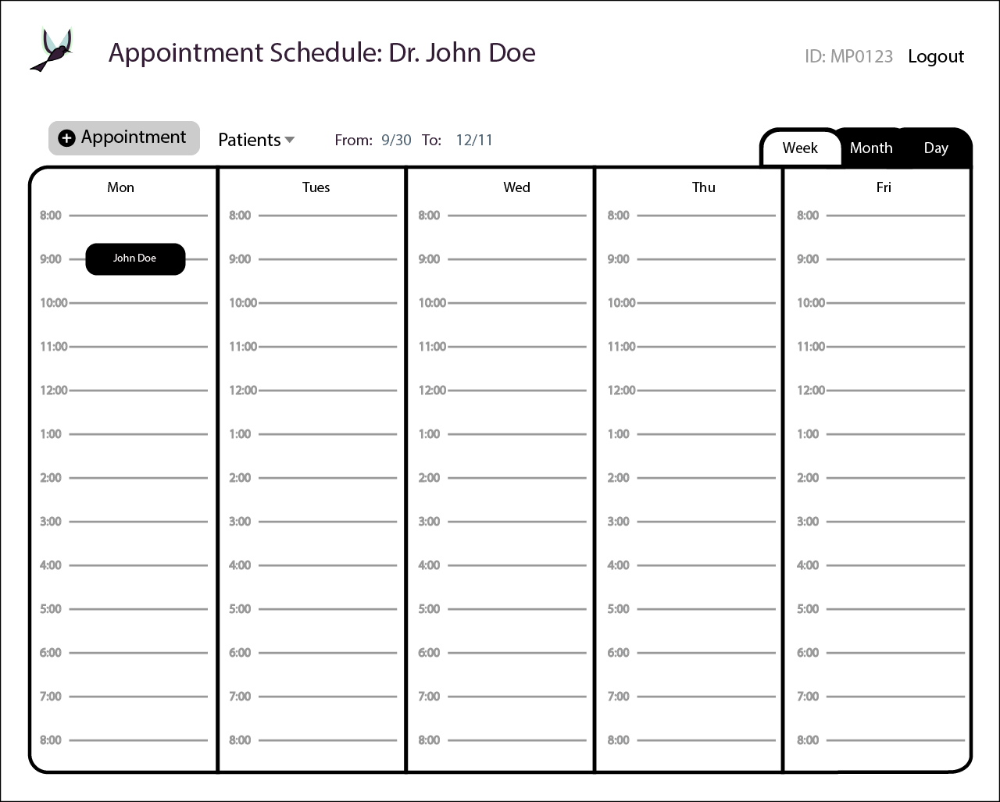 Appointment Schedule: Dr. John Doe
ID: MP0123 Logout
Appointment Patients From: 9/30 To: 12/11
Week Month Day
Mon Tues Wed Thu Fri
8:00 8:00 8:00 8:00 8:00
9:00 John Doe 9:00 9:00 9:00 9:00
10:00 10:00 10:00 10:00 10:00
11:00 11:00 11:00 11:00 11:00
12:00 12:00 12:00 12:00 12:00
1:00 1:00 1:00 1:00 1:00
2:00 2:00 2:00 2:00 2:00
3:00 3:00 3:00 3:00 3:00
4:00 4:00 4:00 4:00 4:00
5:00 5:00 5:00 5:00 5:00
6:00 6:00 6:00 6:00 6:00
7:00 7:00 7:00 7:00 7:00
8:00 8:00 8:00 8:00 8:00